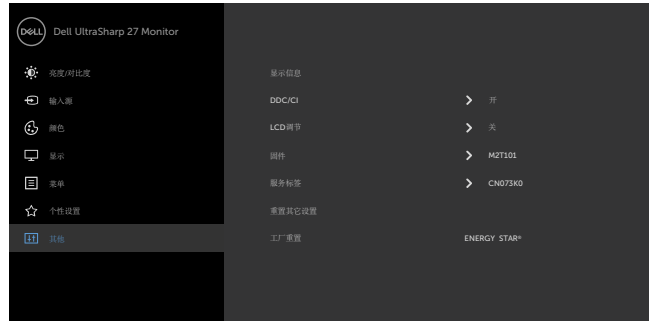 DELL Dell UltraSharp 27 Monitor
亮度/对比度 显示信息
输入源 DDC/CI 开
颜色 LCD调节 关
显示 固件 M2T101
菜单 服务标签 CN073K0
个性设置 重置其它设置
其他 工厂重置 ENERGY STAR®